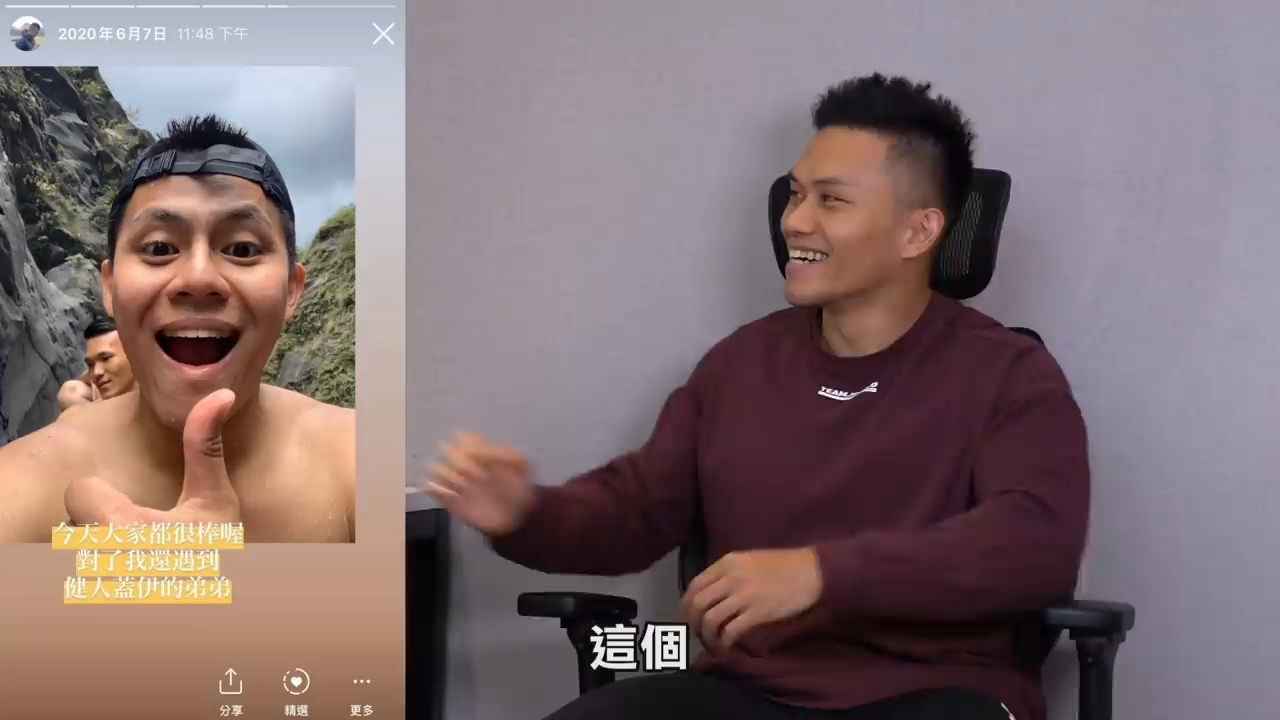 2020年6月7日 11:48 下午
今天大家都很棒喔
對了我還遇到
健人蓋伊的弟弟
分享
精選
更多
TEAM
這個